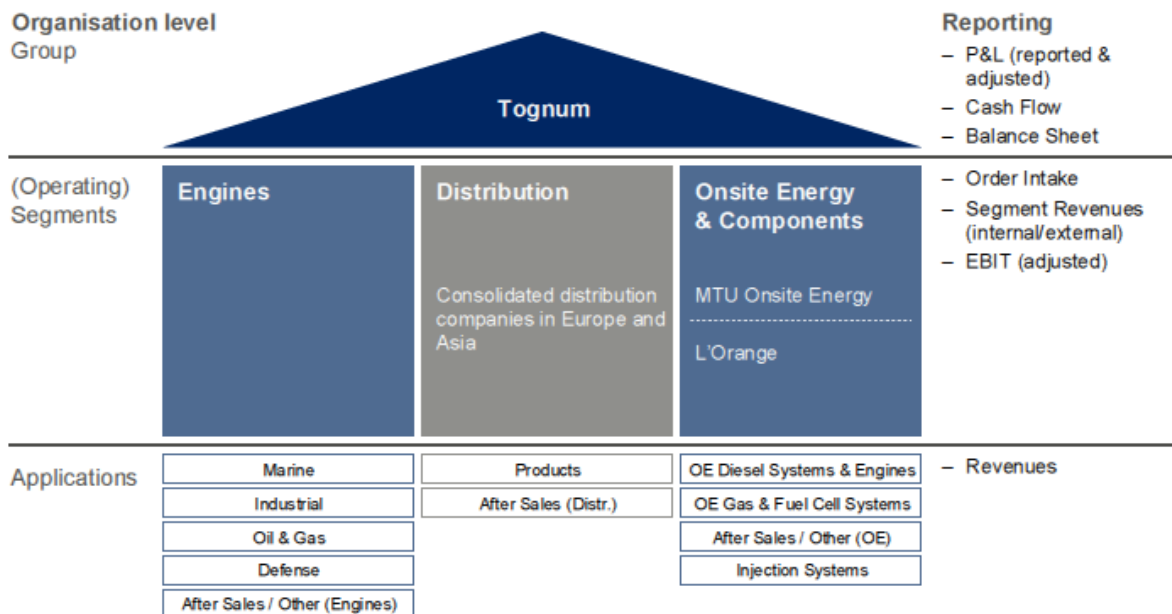 Organisation level
Group
Tognum
Reporting
– P&L (reported &
adjusted)
– Cash Flow
– Balance Sheet
(Operating)
Segments
Engines
Distribution
Consolidated distribution
companies in Europe and
Asia
Onsite Energy
& Components
MTU Onsite Energy
L'Orange
– Order Intake
– Segment Revenues
(internal/external)
– EBIT (adjusted)
Applications
Marine
Industrial
Oil & Gas
Defense
After Sales / Other (Engines)
Products
After Sales (Distr.)
OE Diesel Systems & Engines
OE Gas & Fuel Cell Systems
After Sales / Other (OE)
Injection Systems
– Revenues